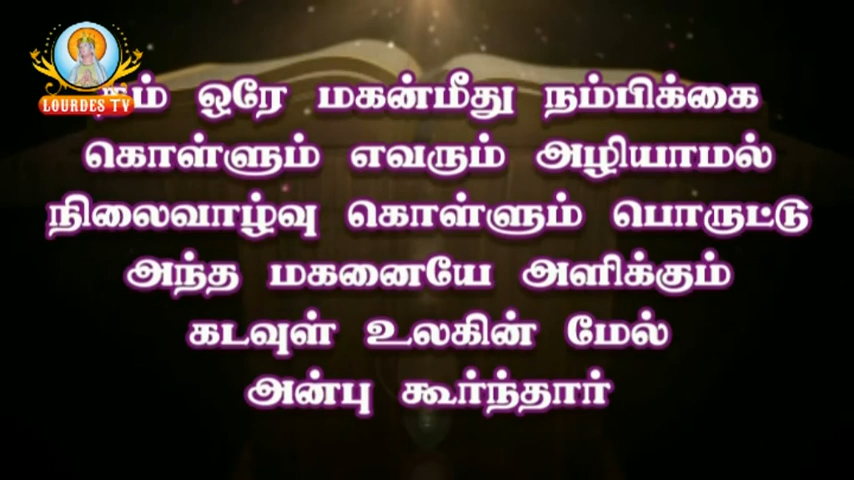 LOURDES TV
ஒரே மகன்மீது நம்பிக்கை
கொள்ளும் எவரும் அழியாமல்
நிலைவாழ்வு கொள்ளும் பொருட்டு
அந்த மகனையே அளிக்கும்
கடவுள் உலகின் மேல்
அன்பு கூர்ந்தார்